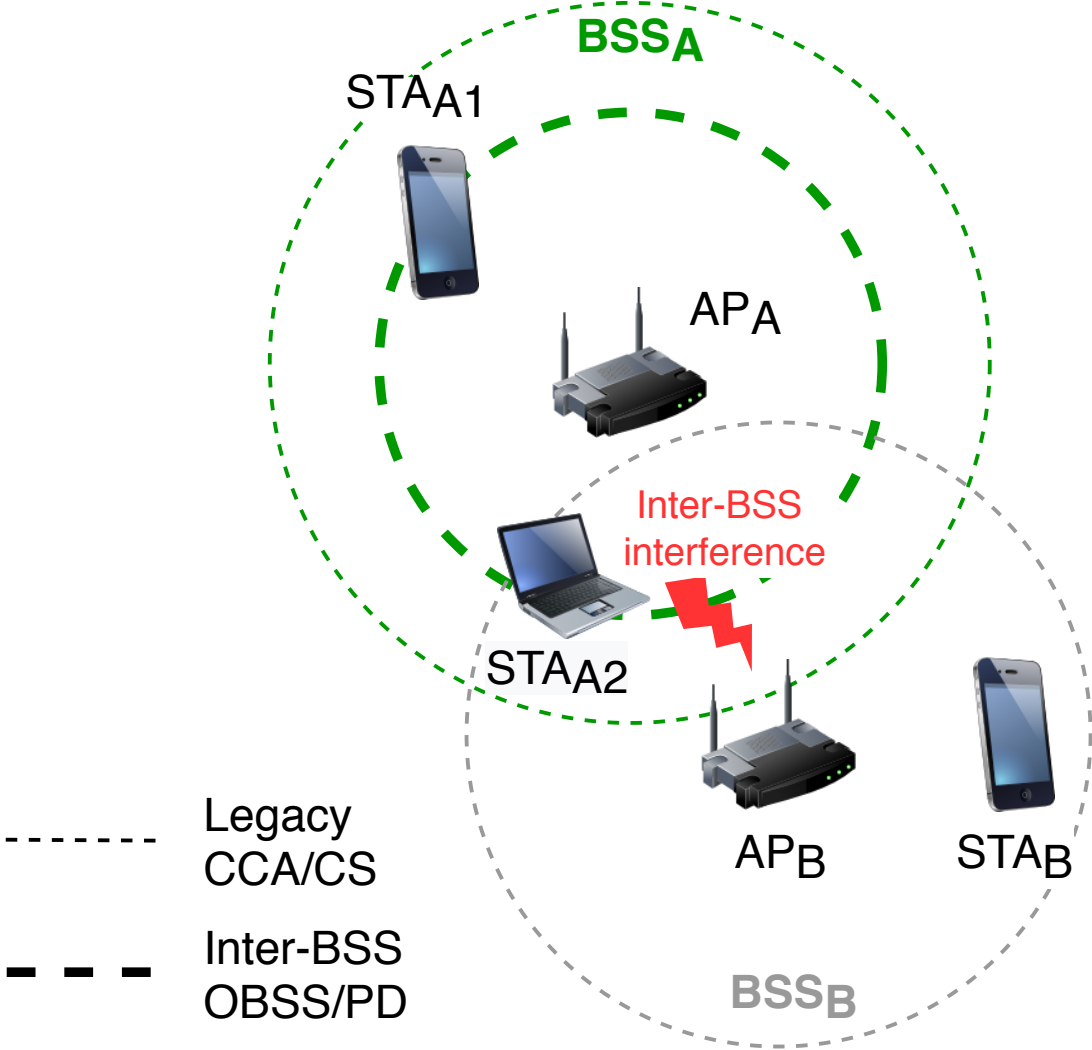 BSSA
STAA1
APA
Inter-BSS
interference
STAA2
APB
STAB
Legacy
CCA/CS
Inter-BSS
OBSS/PD
BSSB